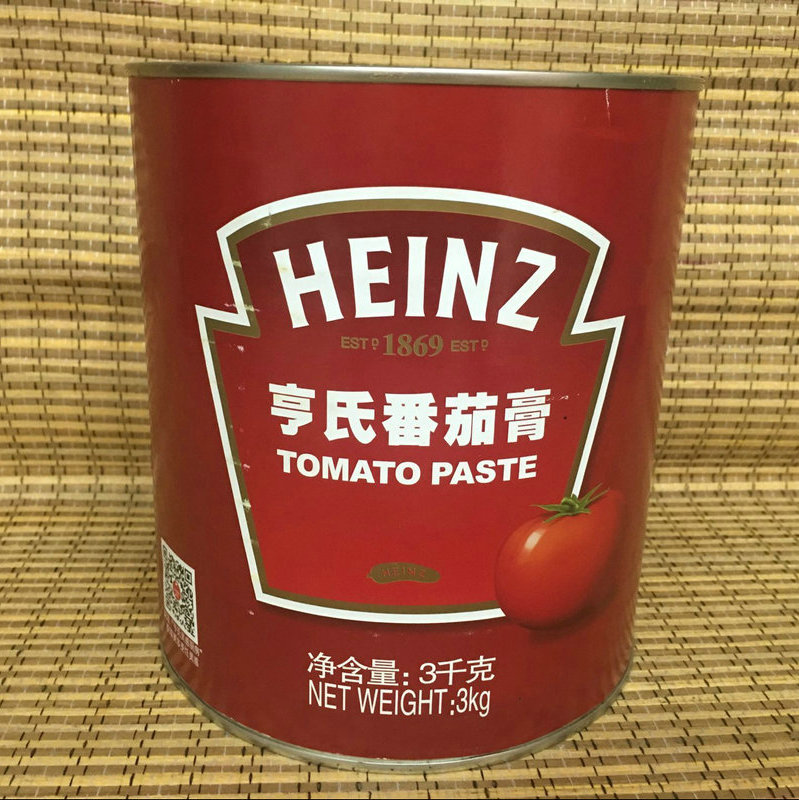 HEINZ
ESTD 1869 ESTD
亨氏番茄膏
TOMATO PASTE
HEINZ
净含量:3千克
NET WEIGHT:3kg